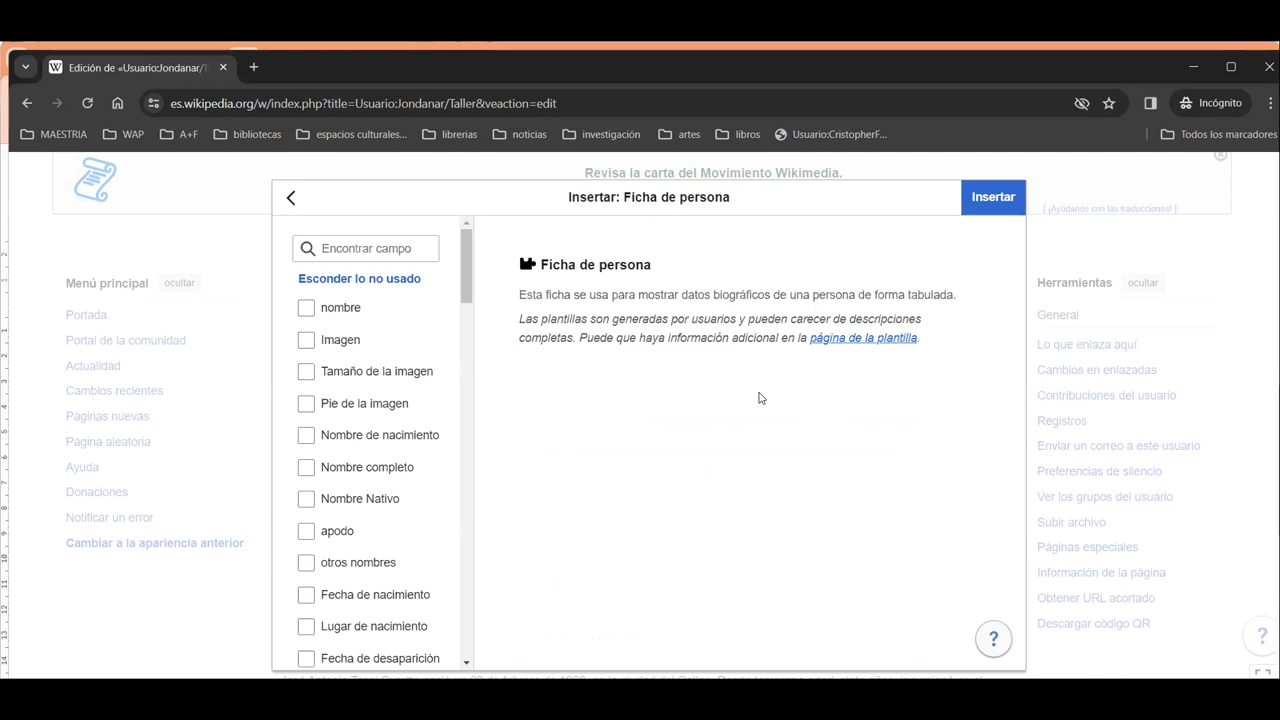 Edición de «Usuario:Jondanar/T
es.wikipedia.org/w/index.php?title=Usuario:Jondanar/Taller&veaction=edit
Incógnito
MAESTRIA
WAP
A+F
bibliotecas
espacios culturales...
librerias
noticias
investigación
artes
libros
Usuario:CristopherF...
Todos los marcadores
Revisa la carta del Movimiento Wikimedia.
[ ¡Ayúdanos con las traducciones! ]
Menú principal
ocultar
Portada
Portal de la comunidad
Actualidad
Cambios recientes
Páginas nuevas
Página aleatoria
Ayuda
Donaciones
Notificar un error
Cambiar a la apariencia anterior
Insertar: Ficha de persona
Insertar
Encontrar campo
Esconder lo no usado
nombre
Imagen
Tamaño de la imagen
Pie de la imagen
Nombre de nacimiento
Nombre completo
Nombre Nativo
apodo
otros nombres
Fecha de nacimiento
Lugar de nacimiento
Fecha de desaparición
Ficha de persona
Esta ficha se usa para mostrar datos biográficos de una persona de forma tabulada.
Las plantillas son generadas por usuarios y pueden carecer de descripciones
completas. Puede que haya información adicional en la página de la plantilla.
?
Herramientas
ocultar
General
Lo que enlaza aquí
Cambios en enlazadas
Contribuciones del usuario
Registros
Enviar un correo a este usuario
Preferencias de silencio
Ver los grupos del usuario
Subir archivo
Páginas especiales
Información de la página
Obtener URL acortado
Descargar código QR
?